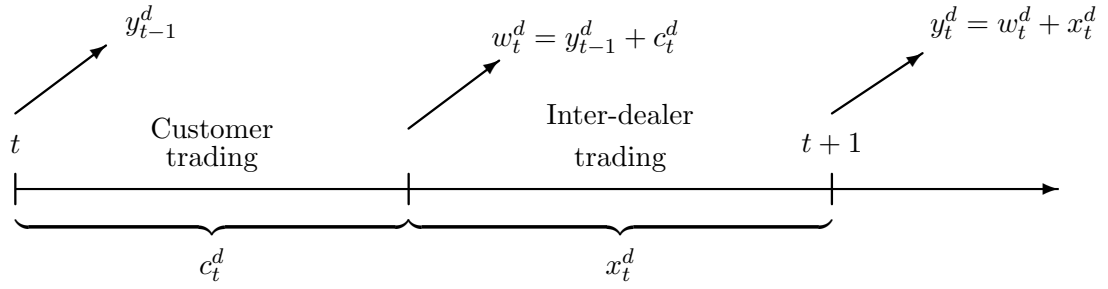 y_{t-1}^d
w_t^d = y_{t-1}^d + c_t^d
y_t^d = w_t^d + x_t^d
t
Customer
trading
Inter-dealer
trading
t + 1
c_t^d
x_t^d